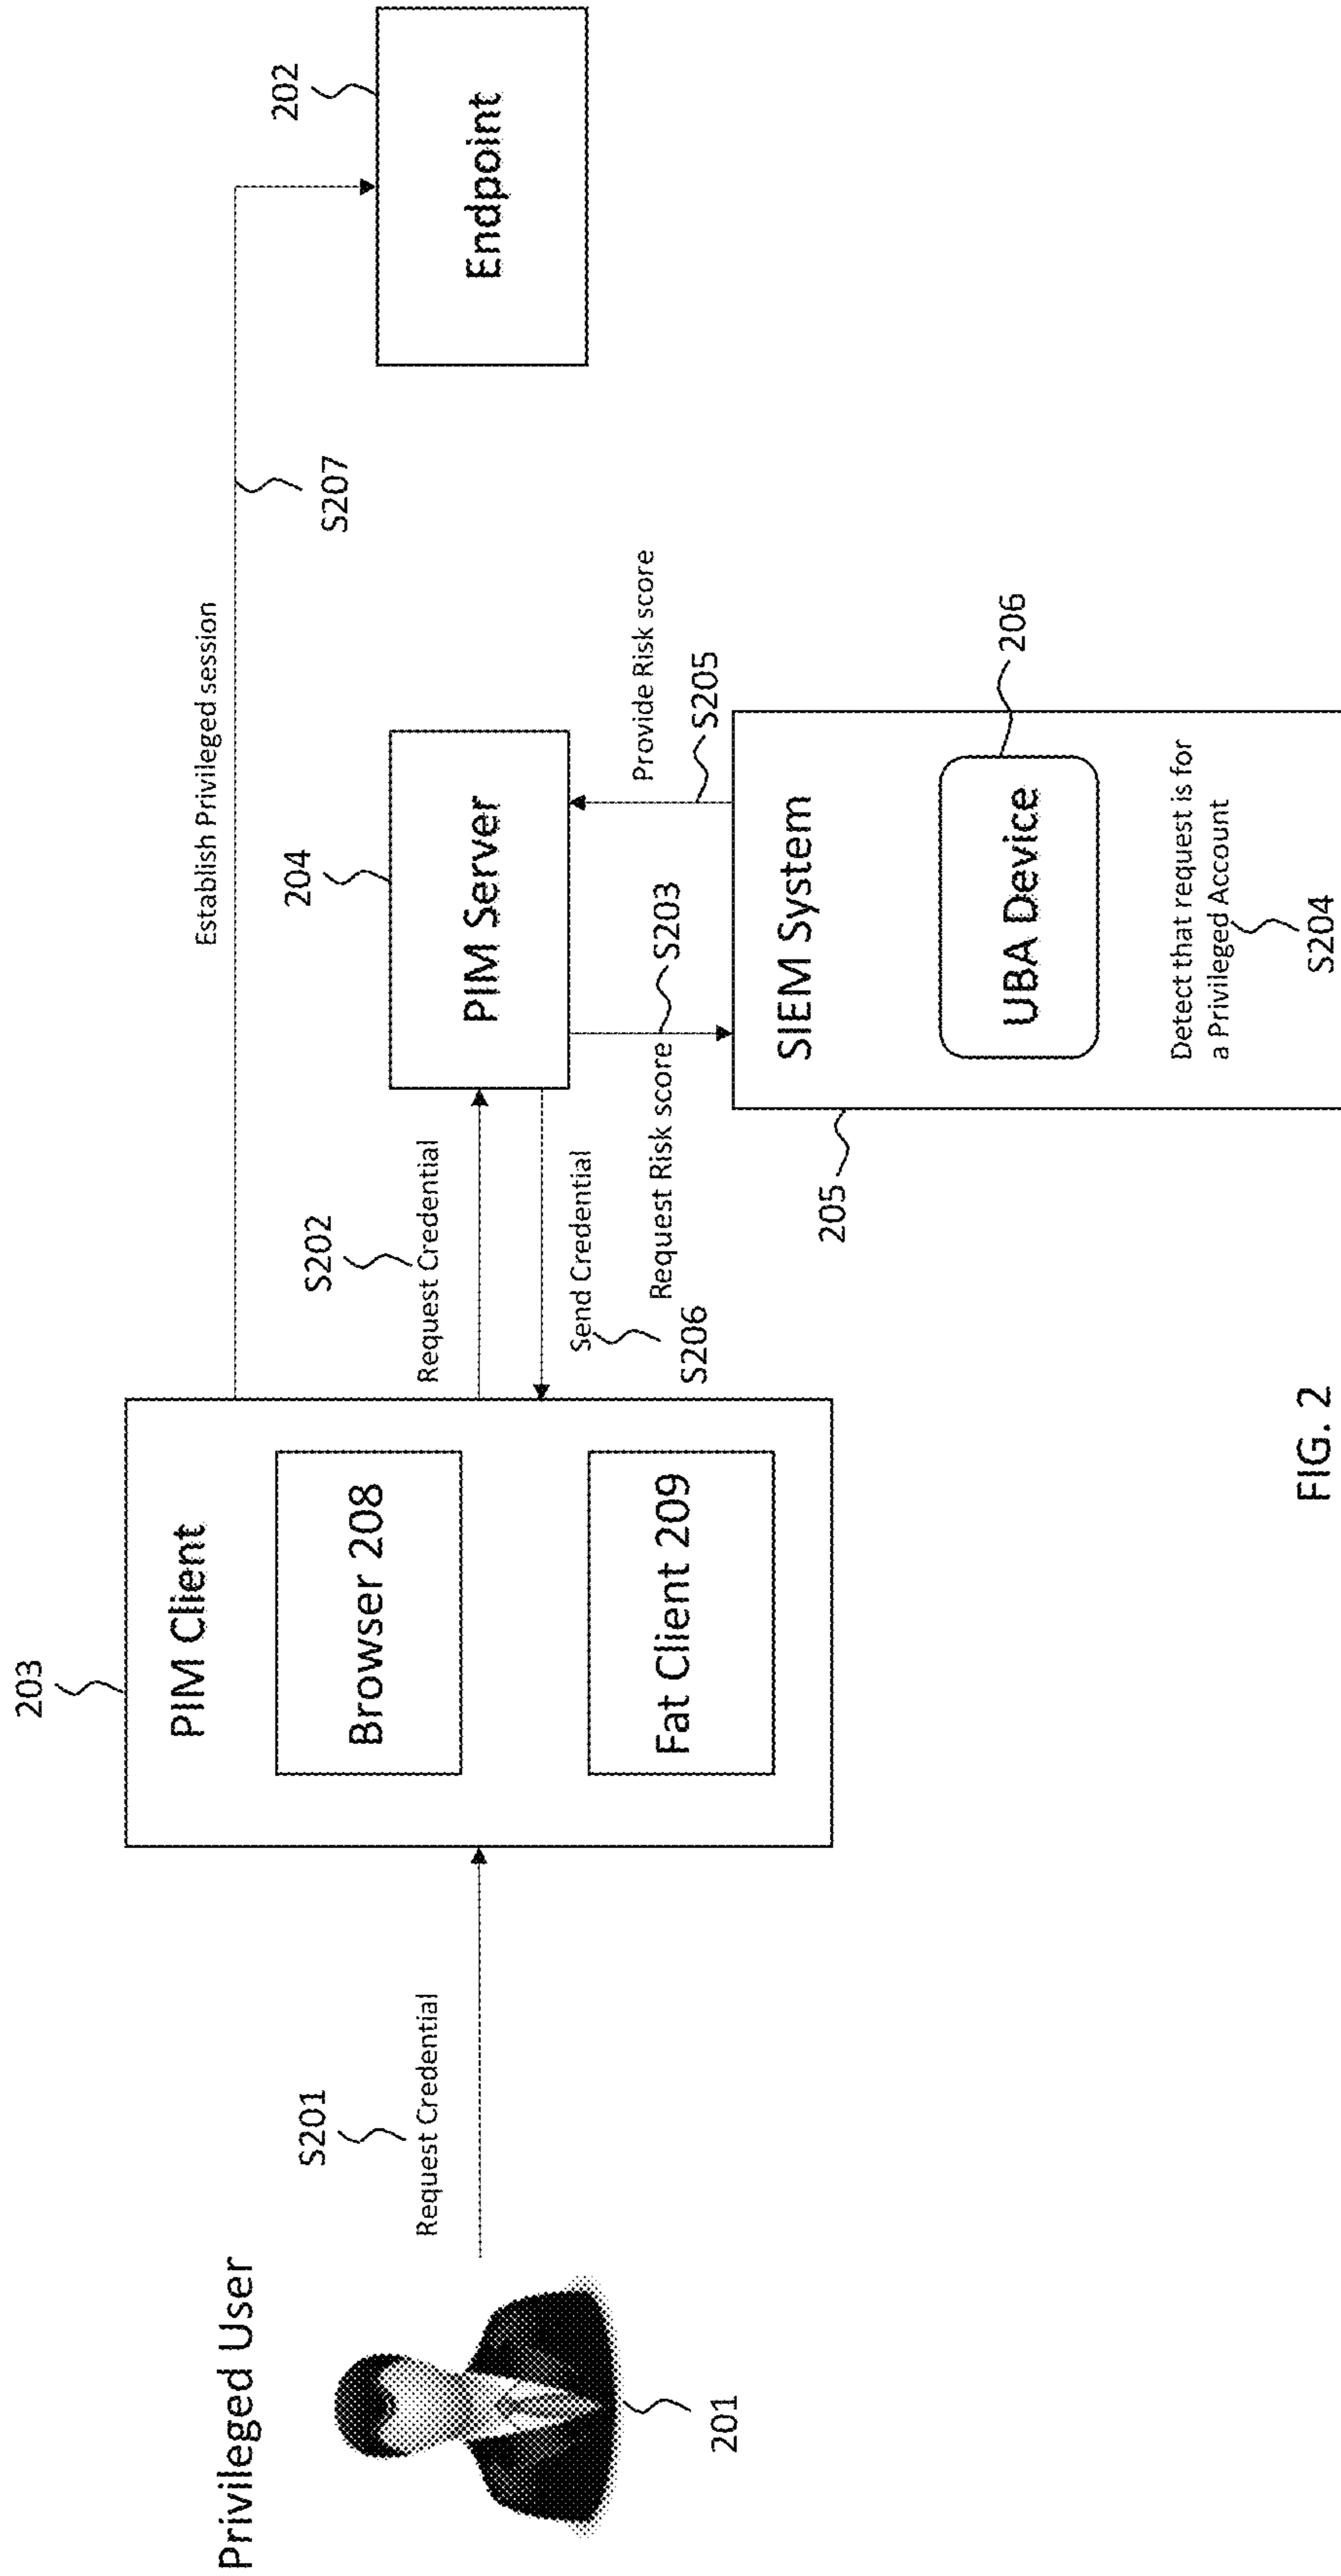 Privileged User
201
S201
Request Credential
203
PIM Client
Browser 208
Fat Client 209
S202
Request Credential
Send Credential
S206
Establish Privileged session
S207
204
PIM Server
Request Risk score
S203
Provide Risk score
S205
205
SIEM System
UBA Device
206
Detect that request is for
a Privileged Account
S204
202
Endpoint
FIG. 2